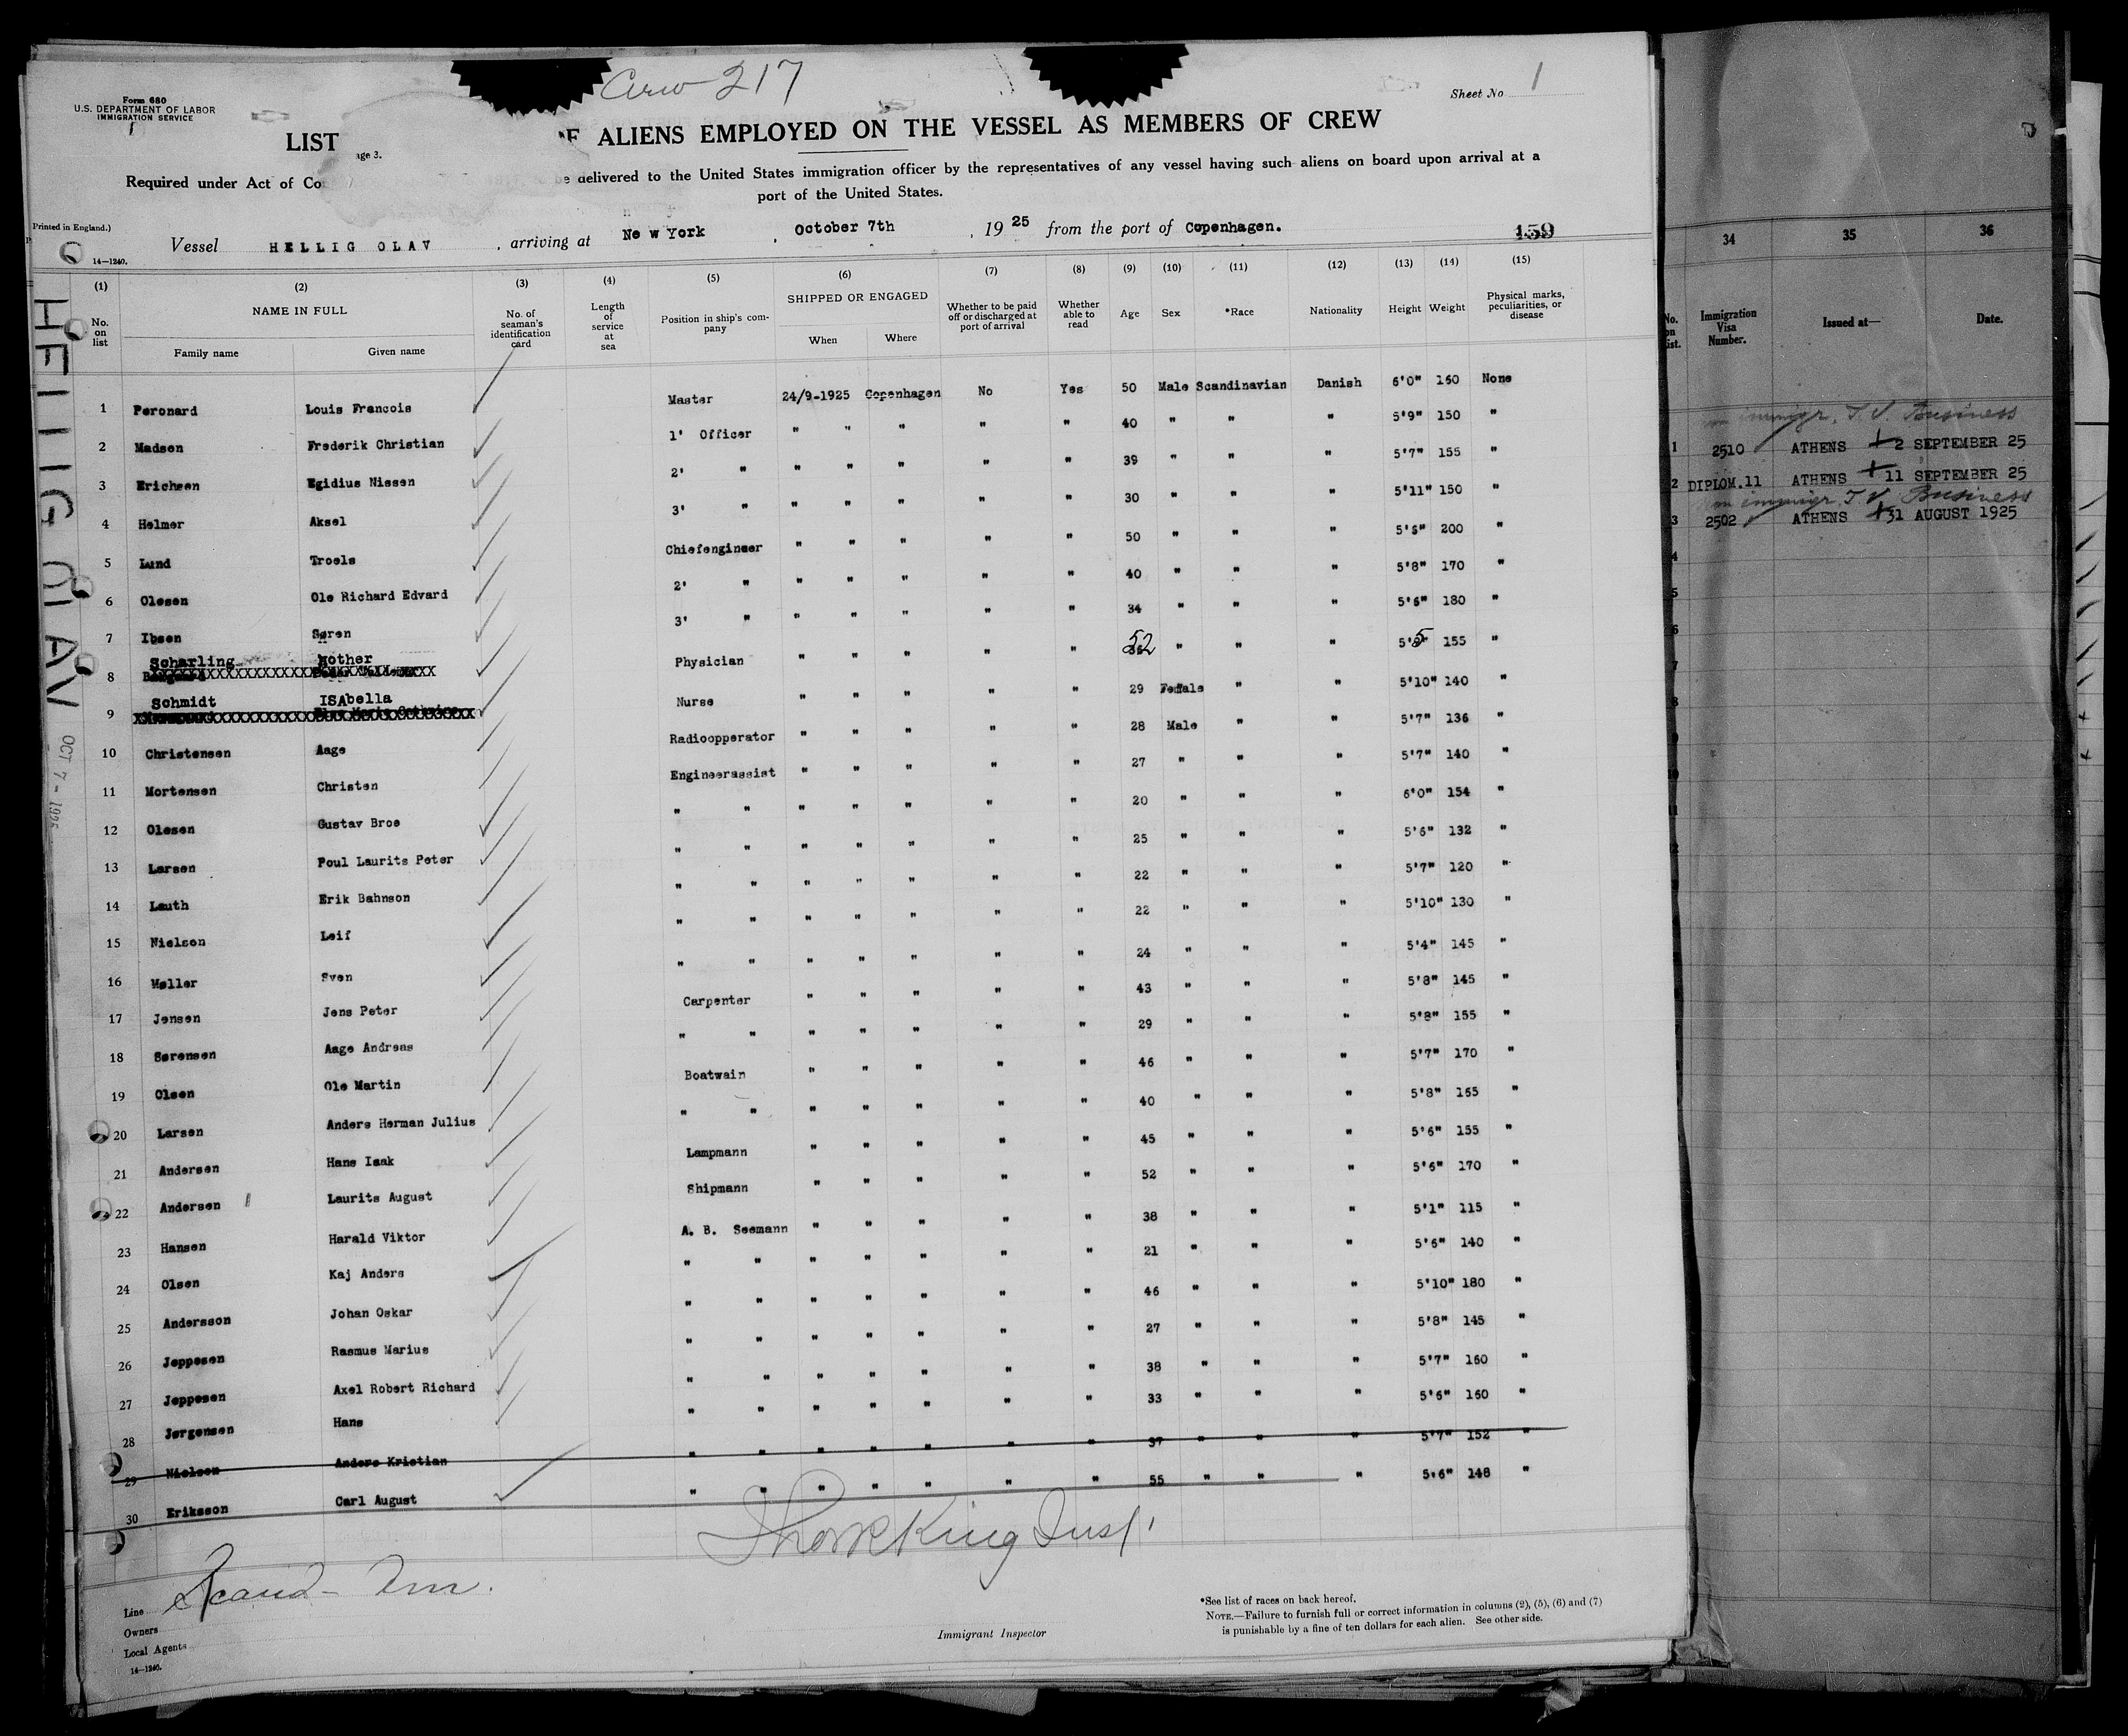 Crew 217
Form 680
U.S. DEPARTMENT OF LABOR
IMMIGRATION SERVICE
Sheet No 1
LIST F ALIENS EMPLOYED ON THE VESSEL AS MEMBERS OF CREW
age 3.
Required under Act of Co e delivered to the United States immigration officer by the representatives of any vessel having such aliens on board upon arrival at a
port of the United States.
Printed in England.)
Vessel HELLIG OLAV , arriving at New York , October 7th , 1925 from the port of Copenhagen. 159
14—1240.
(1) (2) (3) (4) (5) (6) (7) (8) (9) (10) (11) (12) (13) (14) (15)
No. on list
NAME IN FULL
Family name Given name
No. of seaman's identification card
Length of service at sea
Position in ship's company
SHIPPED OR ENGAGED
When Where
Whether to be paid off or discharged at port of arrival
Whether able to read
Age Sex *Race Nationality Height Weight
Physical marks, peculiarities, or disease
1 Peronard Louis Francois Master 24/9-1925 Copenhagen No Yes 50 Male Scandinavian Danish 6'0" 160 None
2 Madsen Frederik Christian 1' Officer " " " " " 40 " " " 5'9" 150 "
3 Erichsen Egidius Nissen 2' " " " " " " 39 " " " 5'7" 155 "
4 Helmer Aksel 3' " " " " " " 30 " " " 5'11" 150 "
5 Lund Troels Chiefengineer " " " " " 50 " " " 5'6" 200 "
6 Olesen Ole Richard Edvard 2' " " " " " " 40 " " " 5'8" 170 "
7 Ibsen Søren 3' " " " " " " 34 " " " 5'6" 180 "
8 Scharling Hother Physician " " " " " 52 " " " 5'5" 155 "
9 Schmidt ISAbella Nurse " " " " " 29 Female " " 5'10" 140 "
10 Christensen Aage Radioopperator " " " " " 28 Male " " 5'7" 136 "
11 Mortensen Christen Engineerassist " " " " " 27 " " " 5'7" 140 "
12 Olesen Gustav Broe " " " " " " " 20 " " " 6'0" 154 "
13 Larsen Poul Laurits Peter " " " " " " " 25 " " " 5'6" 132 "
14 Lauth Erik Bahnson " " " " " " " 22 " " " 5'7" 120 "
15 Nielsen Leif " " " " " " " 22 " " " 5'10" 130 "
16 Møller Sven " " " " " " " 24 " " " 5'4" 145 "
17 Jensen Jens Peter Carpenter " " " " " 43 " " " 5'8" 145 "
18 Sørensen Aage Andreas " " " " " " " 29 " " " 5'8" 155 "
19 Olsen Ole Martin Boatwain " " " " " 46 " " " 5'7" 170 "
20 Larsen Anders Herman Julius " " " " " " " 40 " " " 5'8" 165 "
21 Andersen Hans Isak Lampmann " " " " " 45 " " " 5'6" 155 "
22 Andersen Laurits August Shipmann " " " " " 52 " " " 5'6" 170 "
23 Hansen Harald Viktor A. B. Seemann " " " " " 38 " " " 5'1" 115 "
24 Olsen Kaj Anders " " " " " " " 21 " " " 5'6" 140 "
25 Andersson Johan Oskar " " " " " " " 46 " " " 5'10" 180 "
26 Jeppesen Rasmus Marius " " " " " " " 27 " " " 5'8" 145 "
27 Jeppesen Axel Robert Richard " " " " " " " 38 " " " 5'7" 160 "
28 Jørgensen Hans " " " " " " " 33 " " " 5'6" 160 "
29 Nielsen Anders Kristian " " " " " " " 37 " " " 5'7" 152 "
30 Eriksson Carl August " " " " " " " 55 " " " 5'6" 148 "
Line Scand - Am.
Owners
Local Agents
14—1240.
Immigrant Inspector
*See list of races on back hereof.
NOTE.—Failure to furnish full or correct information in columns (2), (5), (6) and (7)
is punishable by a fine of ten dollars for each alien. See other side.
HELLIG OLAV
OCT 7 - 1925
34 35 36
No. on list. Immigration Visa Number. Issued at— Date.
immigr. T.V. Business
1 2510 ATHENS 2 SEPTEMBER 25
2 DIPLOM.11 ATHENS 11 SEPTEMBER 25
immigr. T.V. Business
3 2502 ATHENS 31 AUGUST 1925